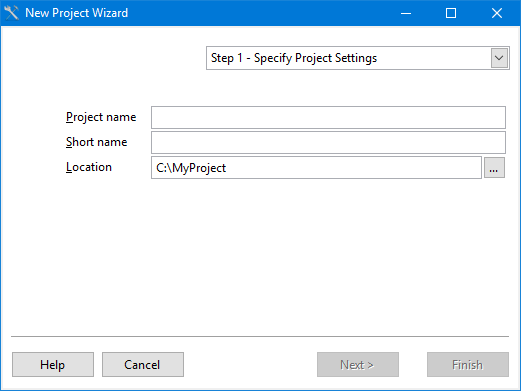 New Project Wizard
Step 1 - Specify Project Settings
Project name
Short name
Location C:\MyProject ...
Help Cancel Next > Finish